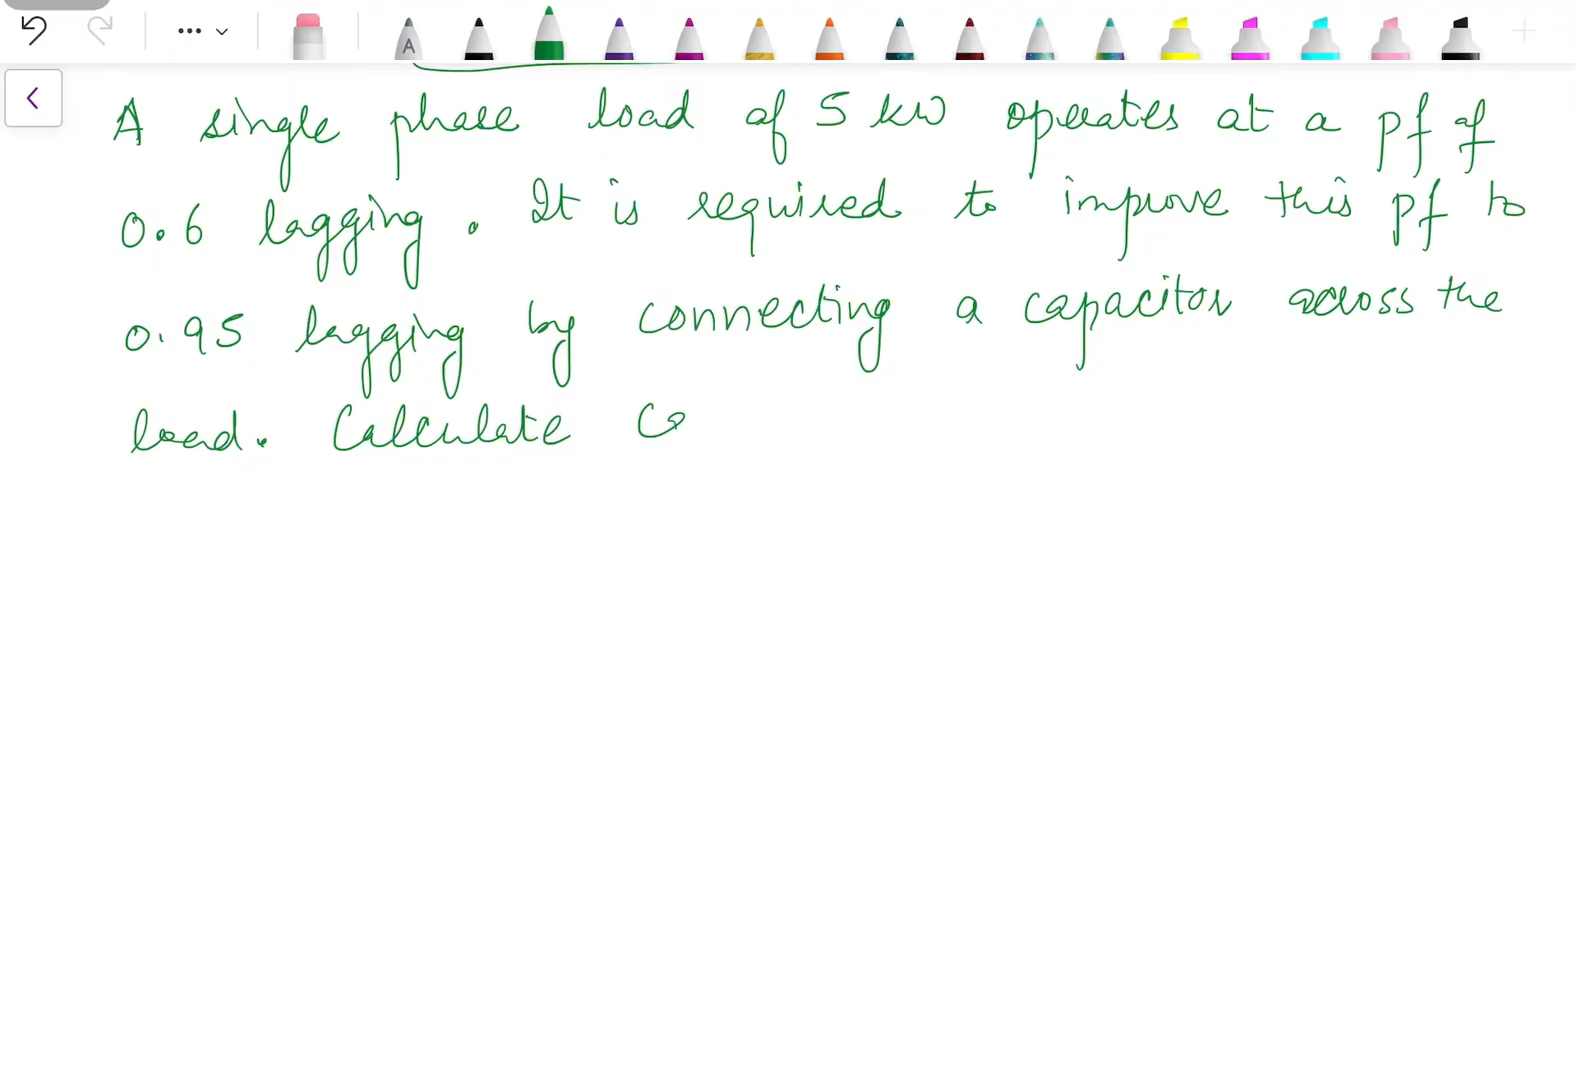 A single phase load of 5 kW operates at a pf of
0.6 lagging. It is required to improve this pf to
0.95 lagging by connecting a capacitor across the
load. Calculate Co
A